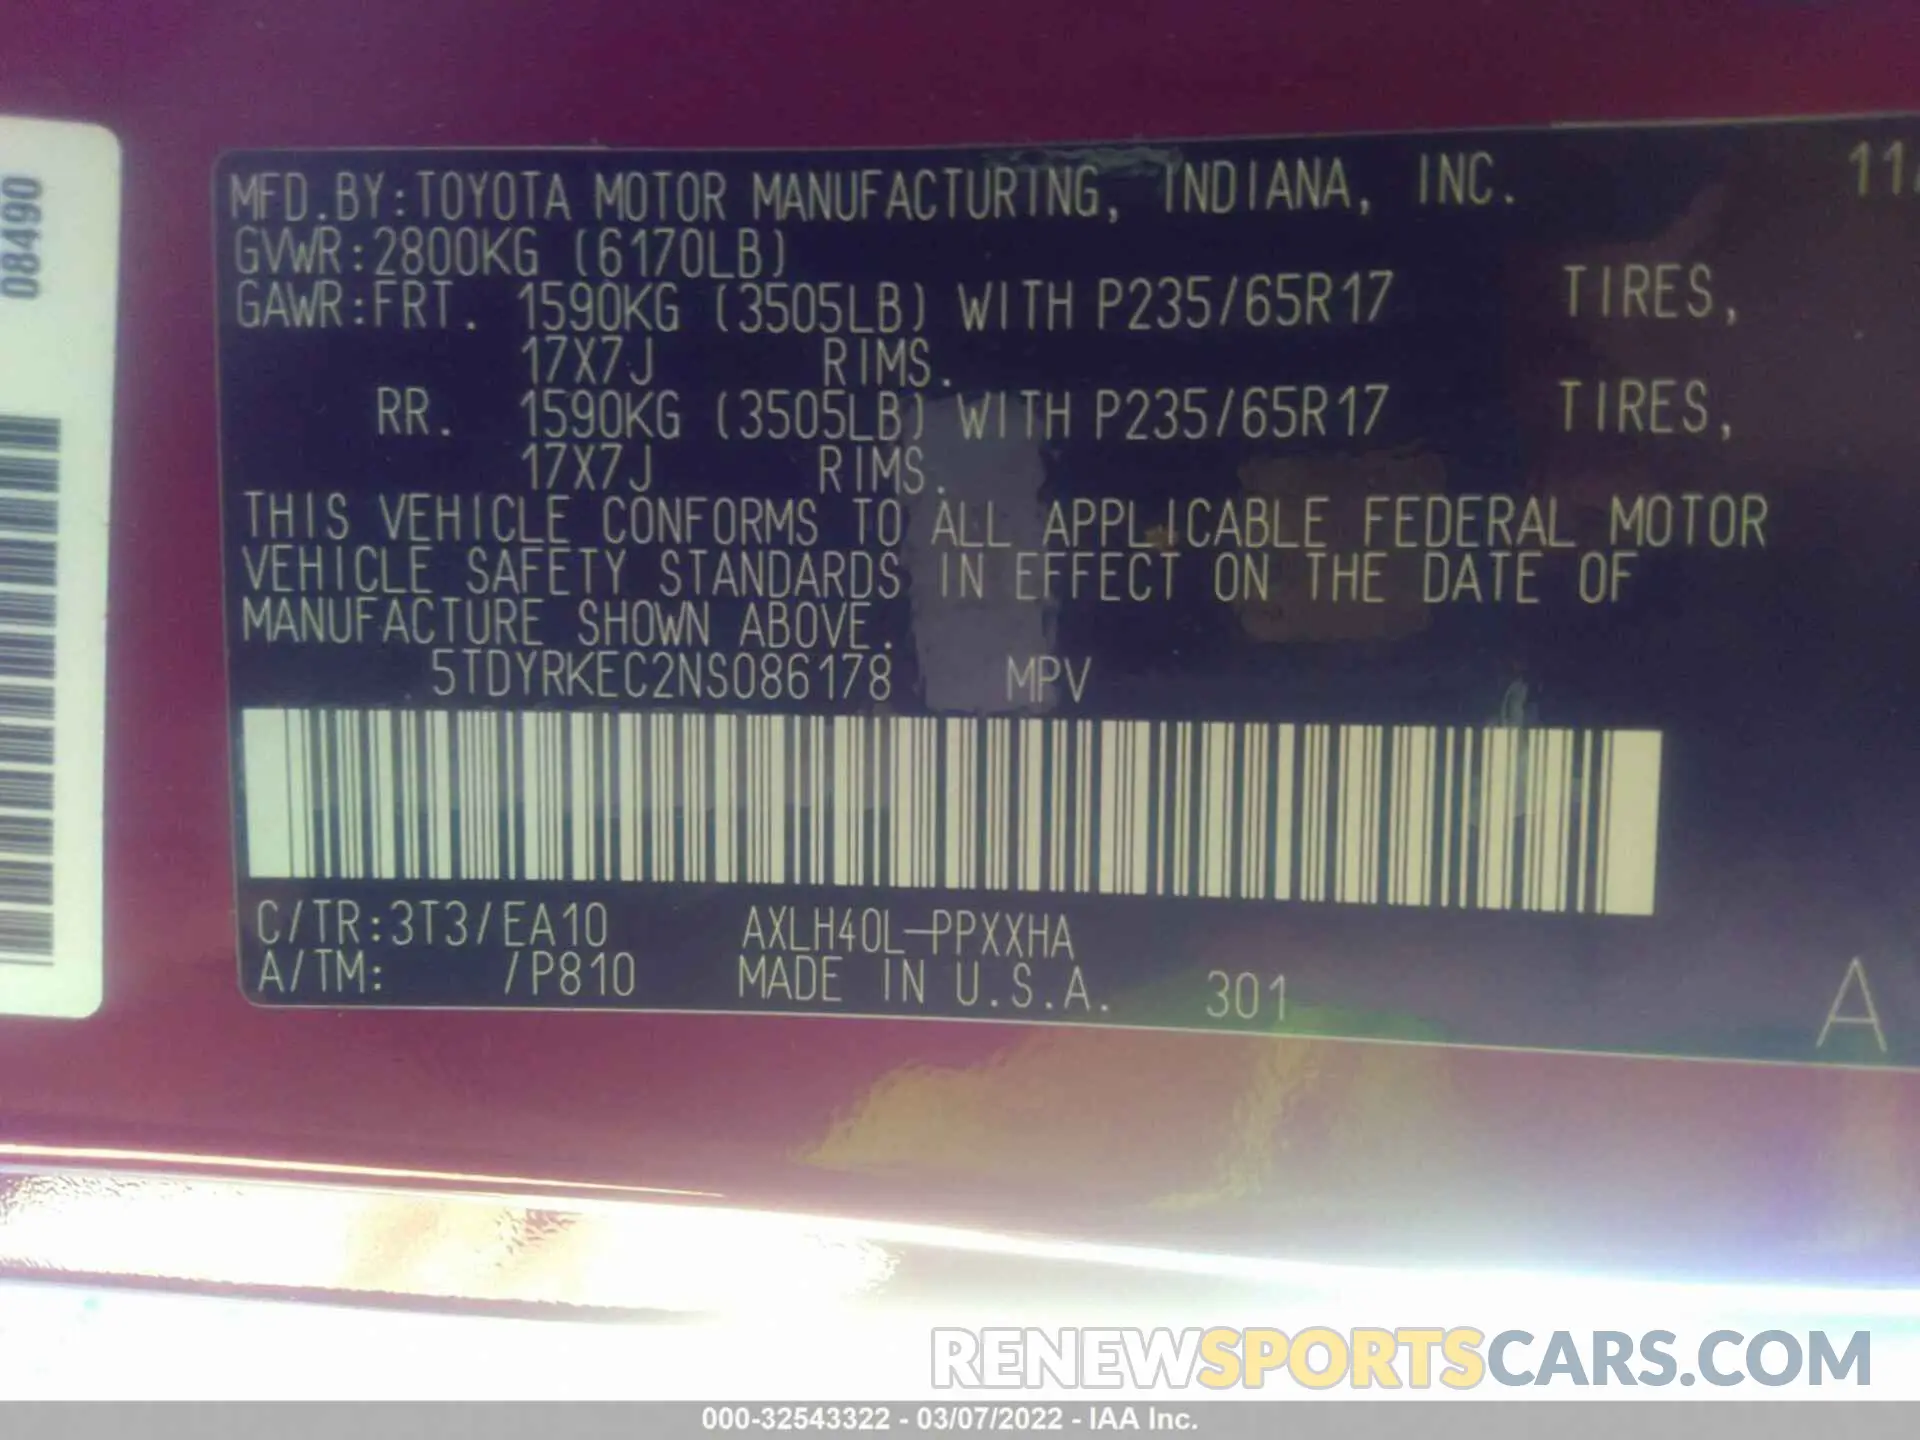 08490
MFD.BY:TOYOTA MOTOR MANUFACTURING, INDIANA, INC. 11/
GVWR:2800KG (6170LB)
GAWR:FRT. 1590KG (3505LB) WITH P235/65R17 TIRES,
17X7J RIMS.
RR. 1590KG (3505LB) WITH P235/65R17 TIRES,
17X7J RIMS.
THIS VEHICLE CONFORMS TO ALL APPLICABLE FEDERAL MOTOR
VEHICLE SAFETY STANDARDS IN EFFECT ON THE DATE OF
MANUFACTURE SHOWN ABOVE.
5TDYRKEC2NS086178 MPV
C/TR:3T3/EA10 AXLH40L-PPXXHA
A/TM: /P810 MADE IN U.S.A. 301 A
RENEWSPORTSCARS.COM
000-32543322 - 03/07/2022 - IAA Inc.